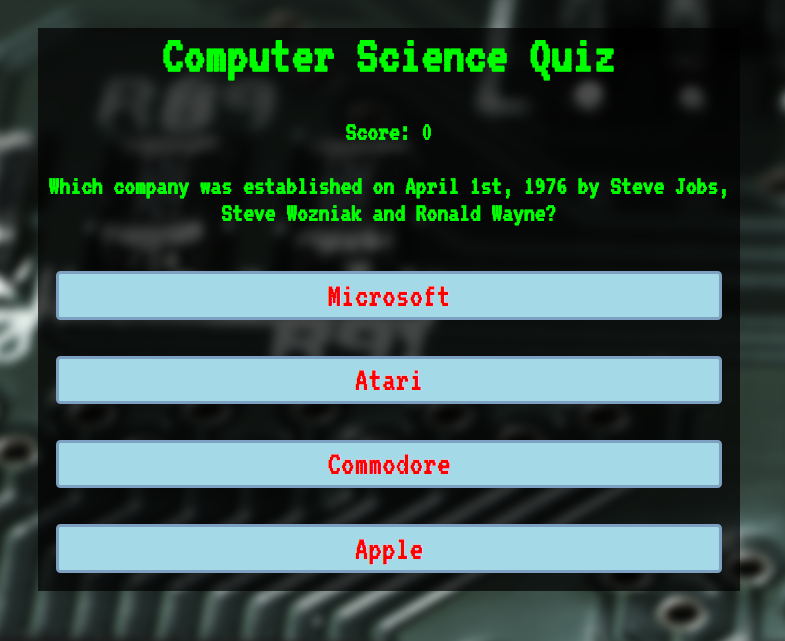 Computer Science Quiz
Score: 0
Which company was established on April 1st, 1976 by Steve Jobs,
Steve Wozniak and Ronald Wayne?
Microsoft
Atari
Commodore
Apple